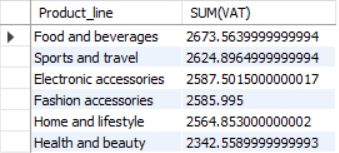 Product_line SUM(VAT)
Food and beverages 2673.5639999999994
Sports and travel 2624.8964999999994
Electronic accessories 2587.5015000000017
Fashion accessories 2585.995
Home and lifestyle 2564.853000000002
Health and beauty 2342.5589999999993